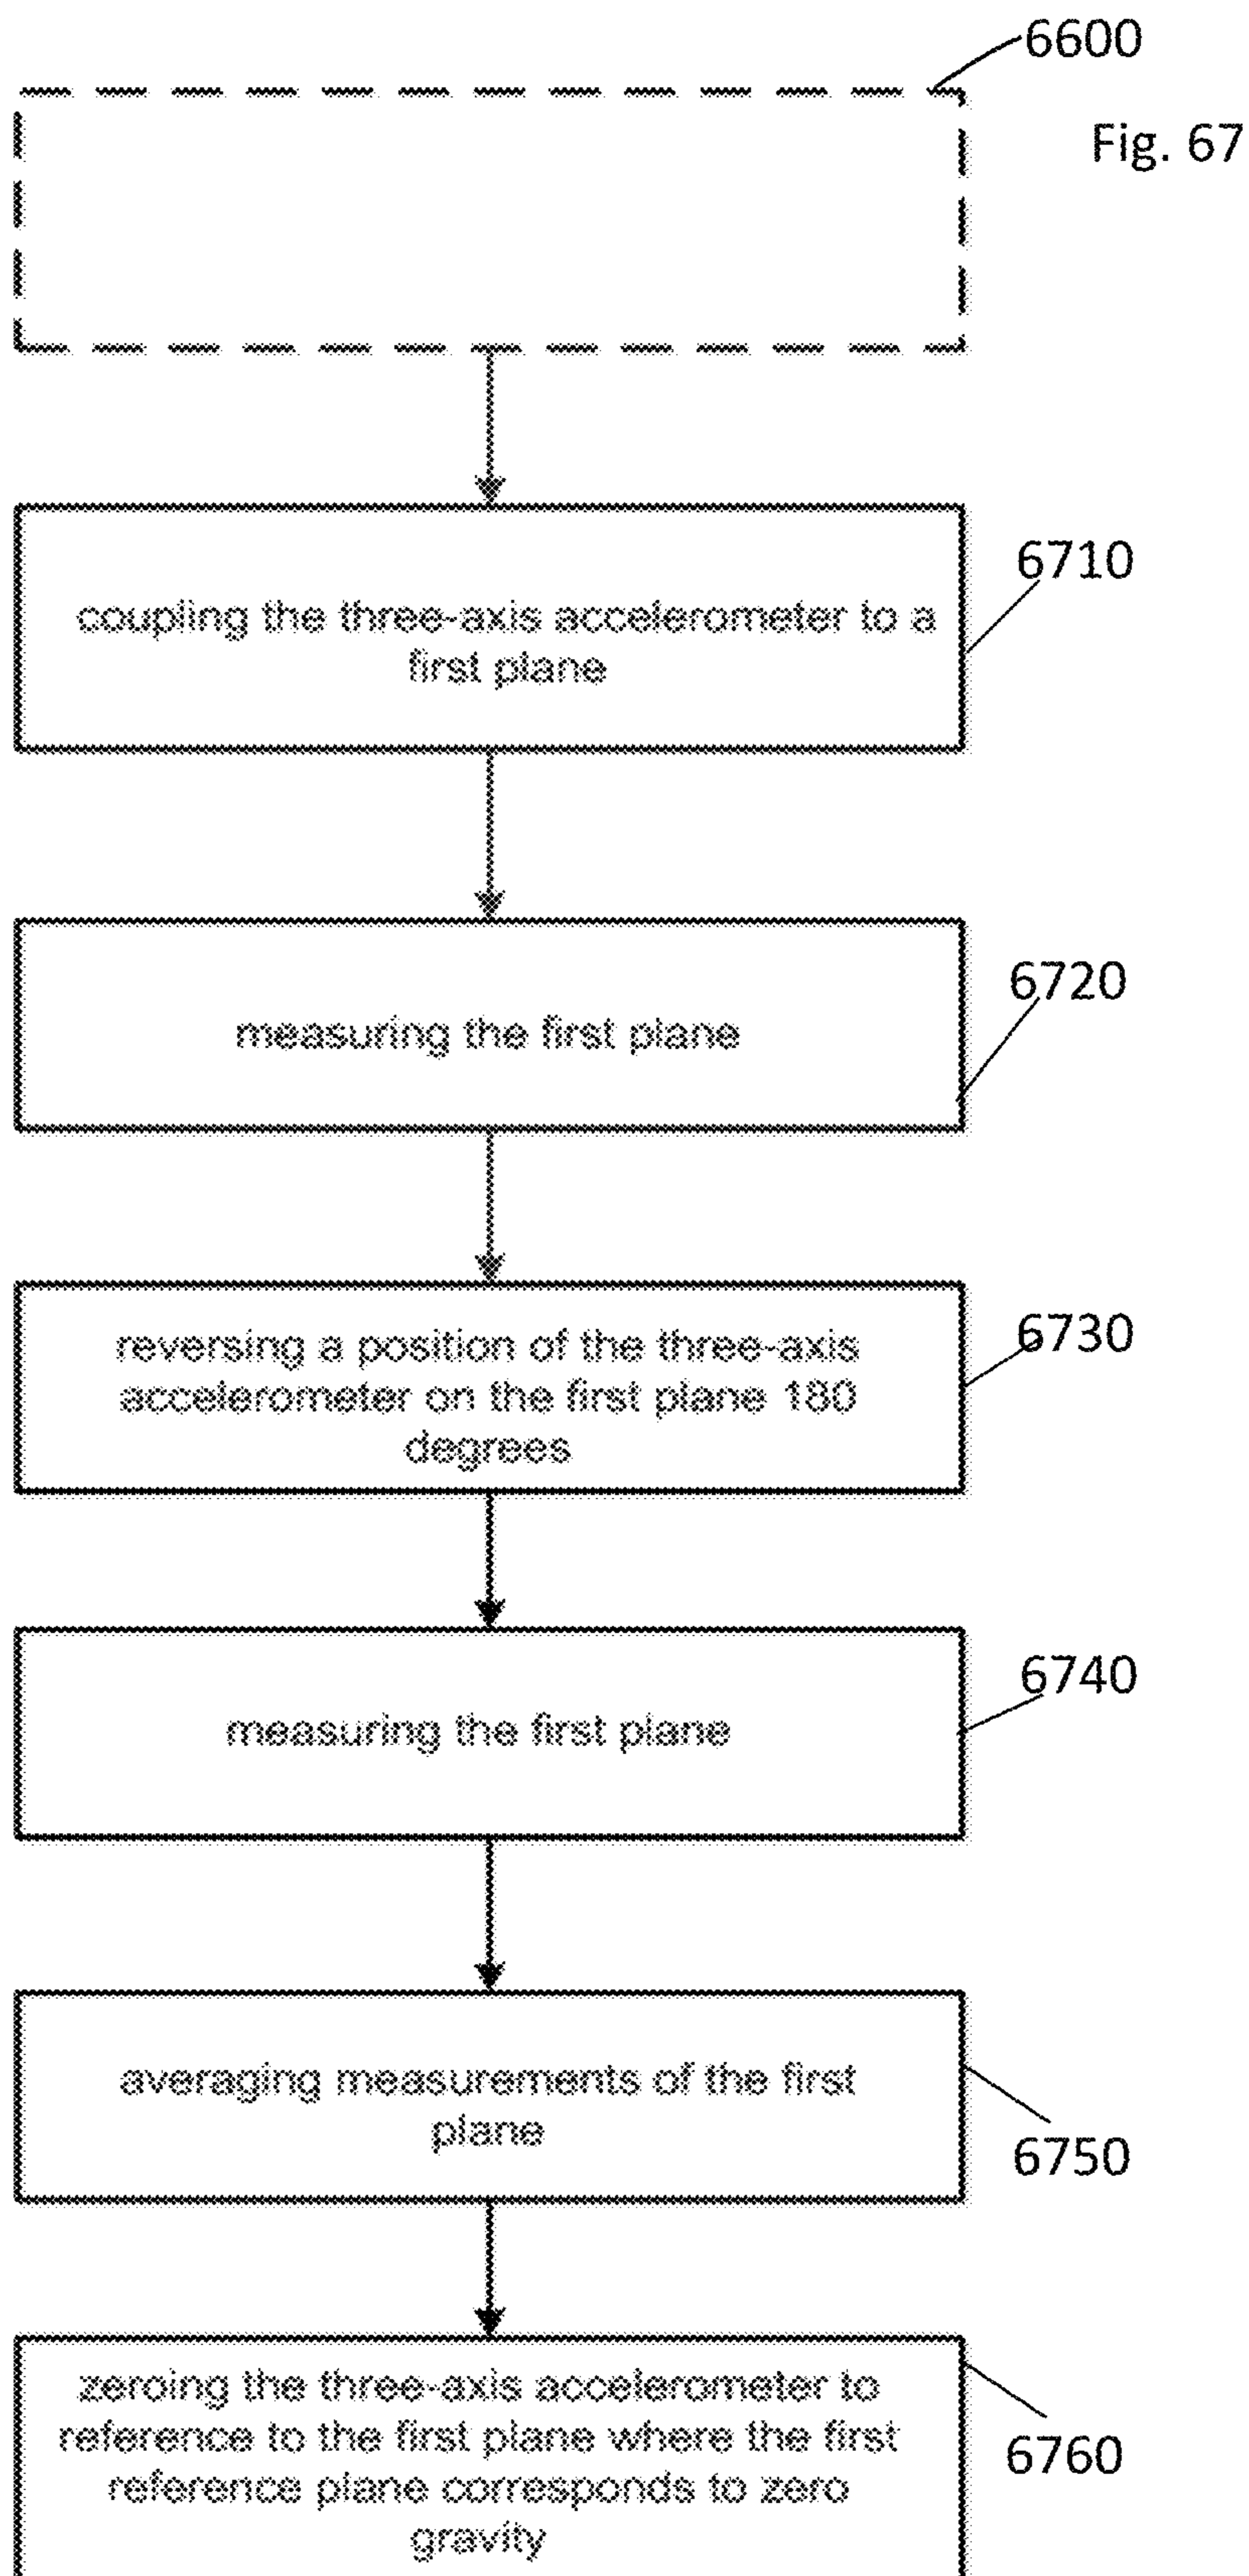 6600
Fig. 67
6710
coupling the three-axis accelerometer to a
first plane
6720
measuring the first plane
6730
reversing a position of the three-axis
accelerometer on the first plane 180
degrees
6740
measuring the first plane
averaging measurements of the first
plane
6750
zeroing the three-axis accelerometer to
reference to the first plane where the first
reference plane corresponds to zero
gravity
6760